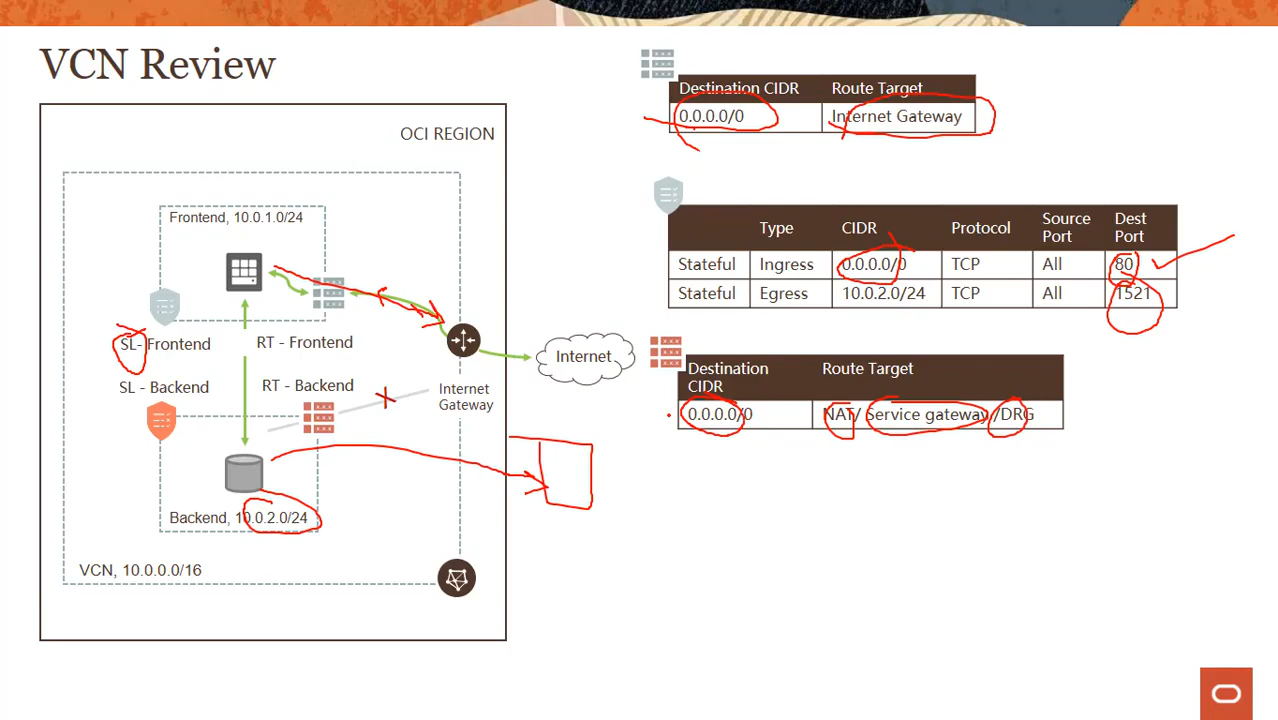 VCN Review
OCI REGION
Frontend, 10.0.1.0/24
SL- Frontend
RT - Frontend
SL - Backend
RT - Backend
Internet
Internet
Gateway
Backend, 10.0.2.0/24
VCN, 10.0.0.0/16
Destination CIDR Route Target
0.0.0.0/0 Internet Gateway
Type CIDR Protocol Source Port Dest Port
Stateful Ingress 0.0.0.0/0 TCP All 80
Stateful Egress 10.0.2.0/24 TCP All 1521
Destination CIDR Route Target
0.0.0.0/0 NAT/ Service gateway /DRG